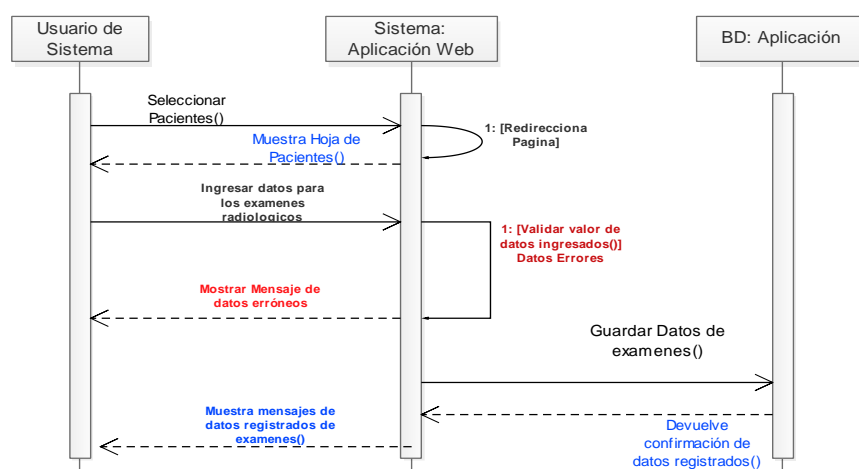 Usuario de
Sistema
Sistema:
Aplicación Web
BD: Aplicación
Seleccionar
Pacientes()
1: [Redirecciona
Pagina]
Muestra Hoja de
Pacientes()
Ingresar datos para
los examenes
radiologicos
1: [Validar valor de
datos ingresados()]
Datos Errores
Mostrar Mensaje de
datos erróneos
Guardar Datos de
examenes()
Muestra mensajes de
datos registrados de
examenes()
Devuelve
confirmación de
datos registrados()